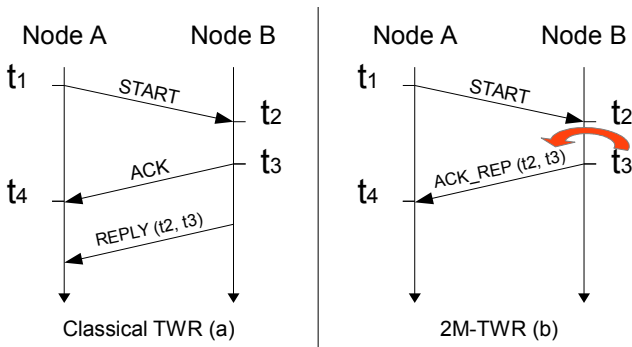 Node A Node B
t1
START
t2
t3
ACK
t4
REPLY (t2, t3)
Classical TWR (a)
Node A Node B
t1
START
t2
t3
ACK_REP (t2, t3)
t4
2M-TWR (b)